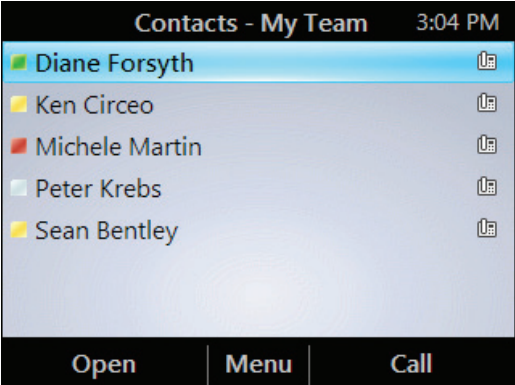 Contacts - My Team 3:04 PM
Diane Forsyth
Ken Circeo
Michele Martin
Peter Krebs
Sean Bentley
Open Menu Call